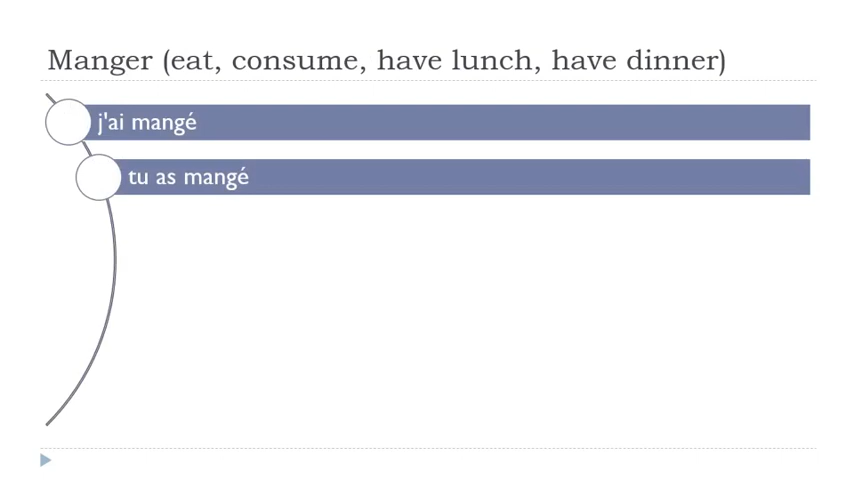 Manger (eat, consume, have lunch, have dinner)
j'ai mangé
tu as mangé